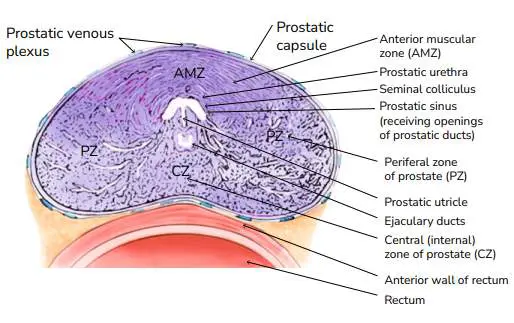 Prostatic venous
plexus
Prostatic
capsule
Anterior muscular
zone (AMZ)
Prostatic urethra
Seminal colliculus
Prostatic sinus
(receiving openings
of prostatic ducts)
Periferal zone
of prostate (PZ)
Prostatic utricle
Ejaculary ducts
Central (internal)
zone of prostate (CZ)
Anterior wall of rectum
Rectum
AMZ
PZ
PZ
CZ